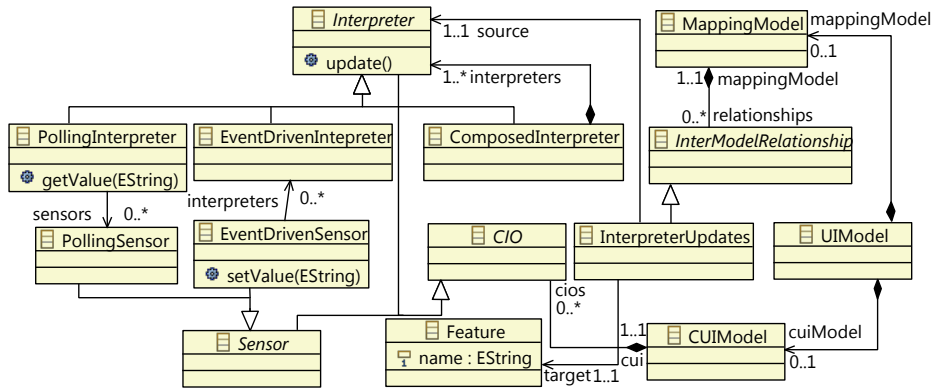 Interpreter
update()
1..1 source
1..* interpreters
MappingModel
mappingModel
0..1
1..1
mappingModel
0..* relationships
PollingInterpreter
getValue(EString)
EventDrivenIntepreter
ComposedInterpreter
InterModelRelationship
sensors 0..*
interpreters 0..*
PollingSensor
EventDrivenSensor
setValue(EString)
CIO
InterpreterUpdates
UIModel
cios
0..*
Sensor
Feature
name : EString
1..1
cui
CUIModel
cuiModel
0..1
target 1..1